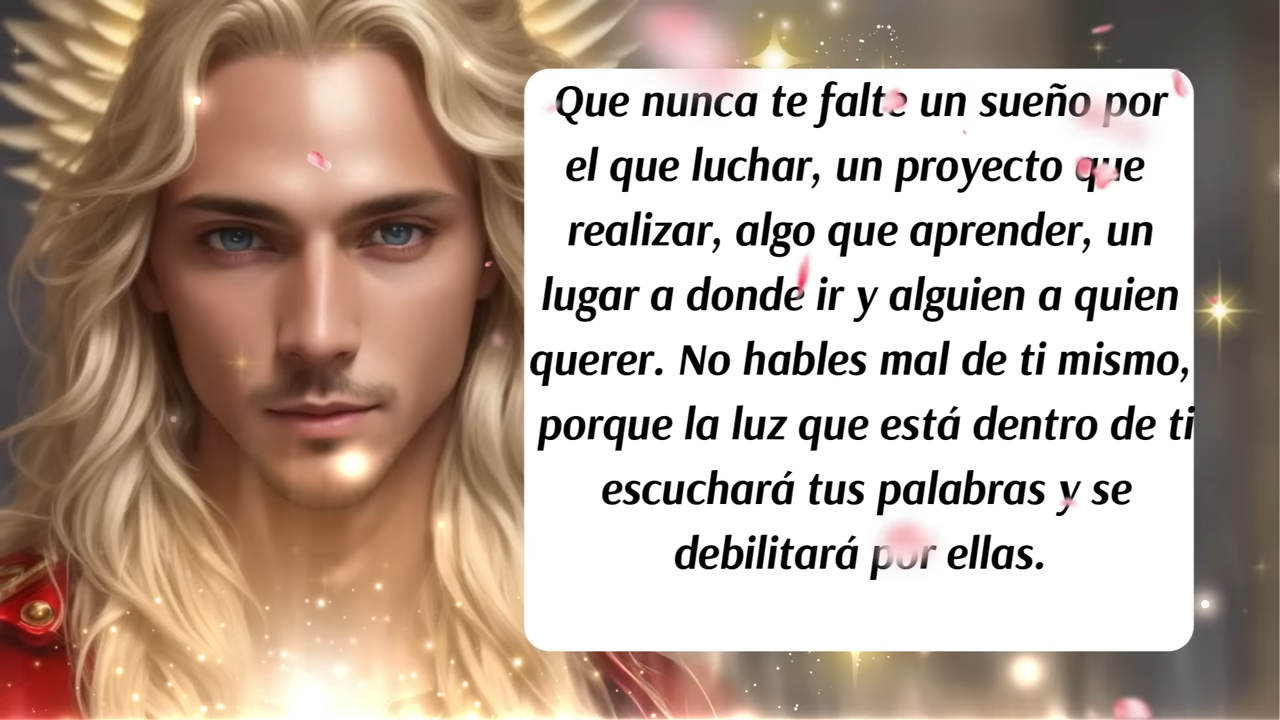 Que nunca te falte un sueño por
el que luchar, un proyecto que
realizar, algo que aprender, un
lugar a donde ir y alguien a quien
querer. No hables mal de ti mismo,
porque la luz que está dentro de ti
escuchará tus palabras y se
debilitará por ellas.